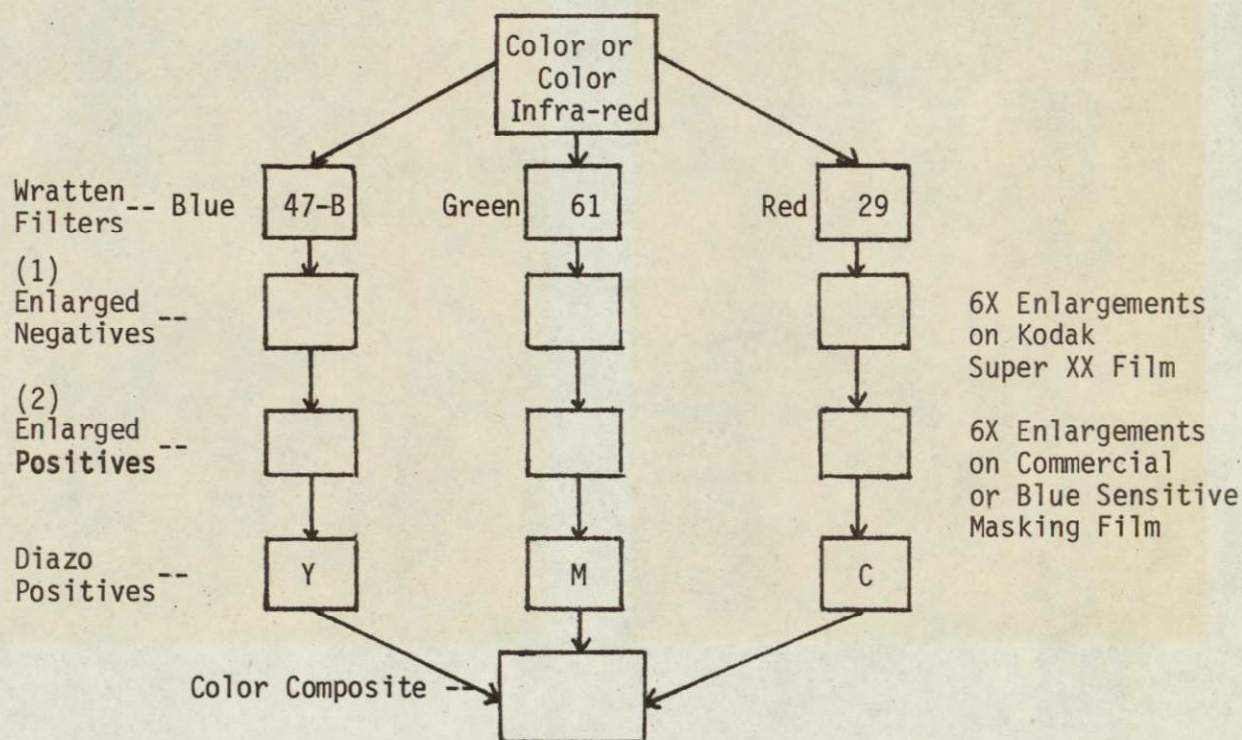 Color or
Color
Infra-red
Wratten
Filters -- Blue
47-B
Green
61
Red
29
(1)
Enlarged
Negatives --
6X Enlargements
on Kodak
Super XX Film
(2)
Enlarged
Positives --
6X Enlargements
on Commercial
or Blue Sensitive
Masking Film
Diazo
Positives --
Y
M
C
Color Composite --